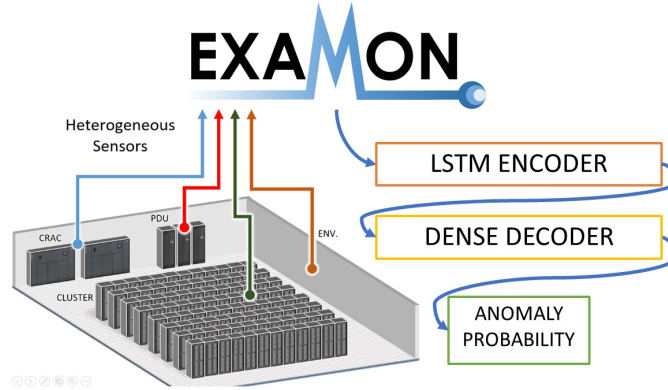 EXAMON
Heterogeneous
Sensors
LSTM ENCODER
PDU
CRAC
ENV.
DENSE DECODER
CLUSTER
ANOMALY
PROBABILITY